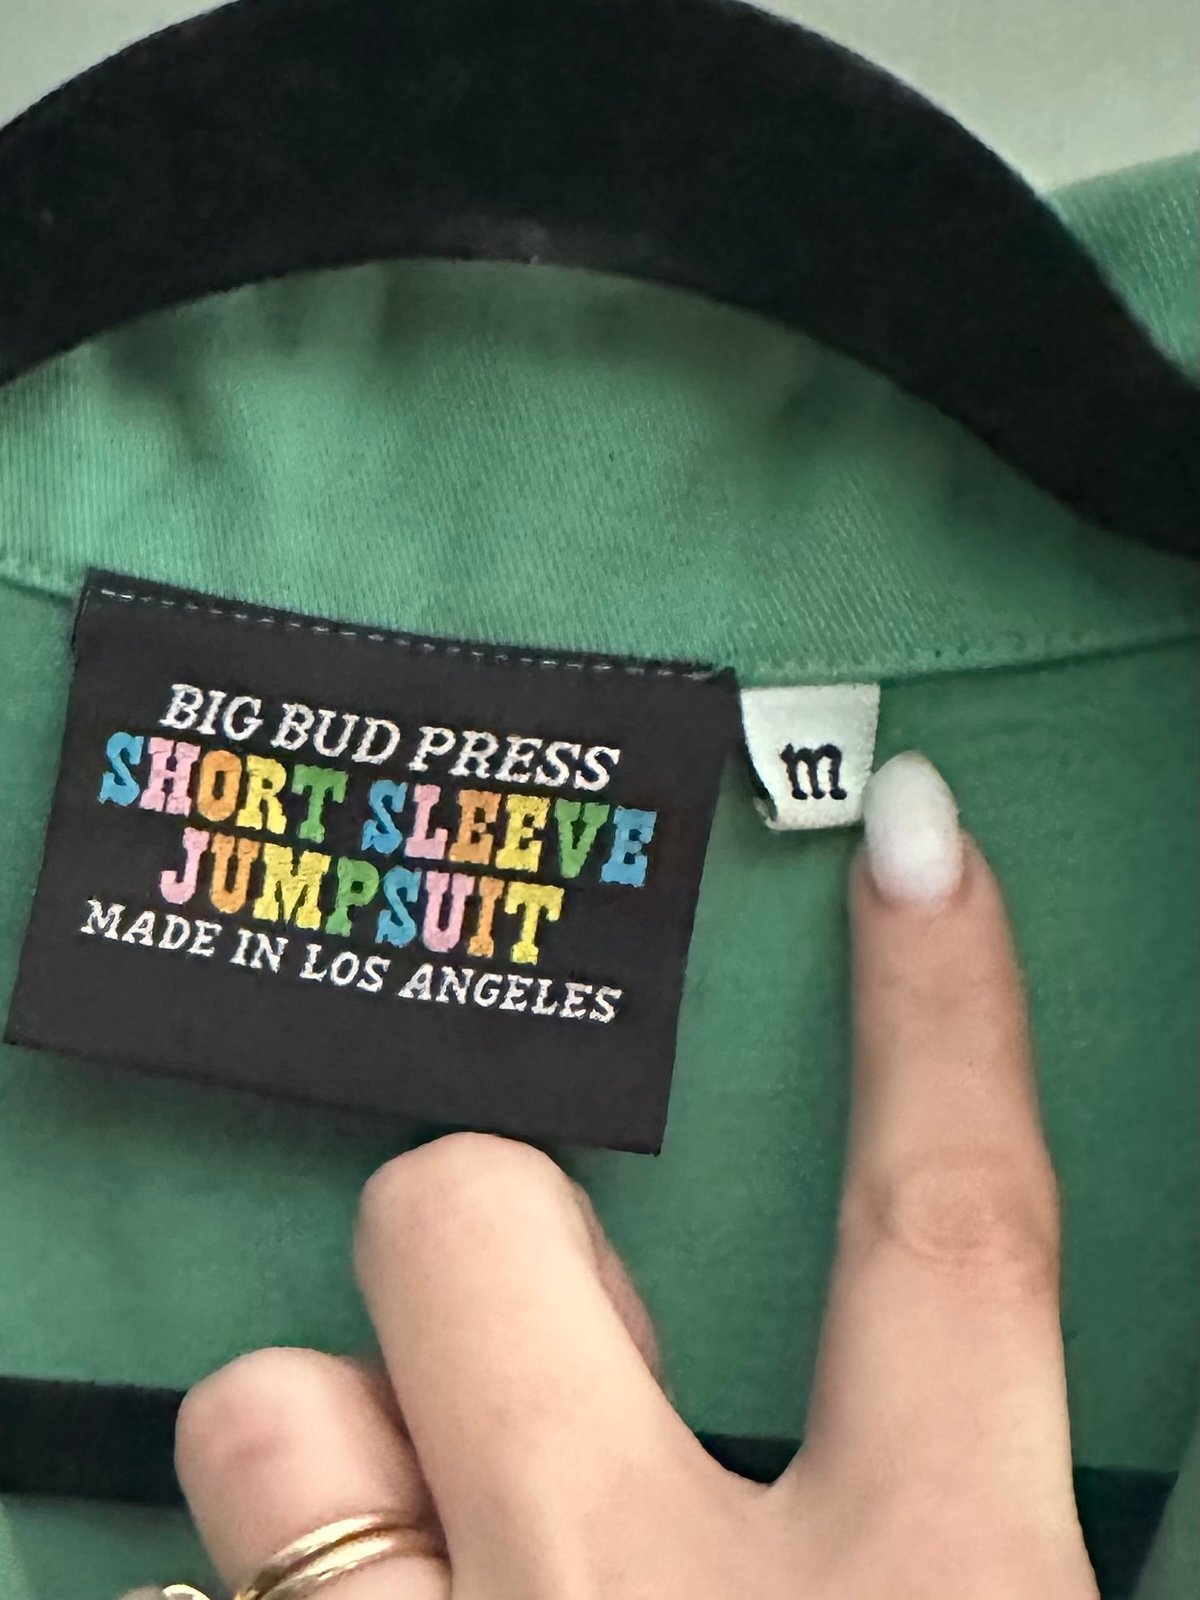 BIG BUD PRESS
SHORT SLEEVE
JUMPSUIT
MADE IN LOS ANGELES
m